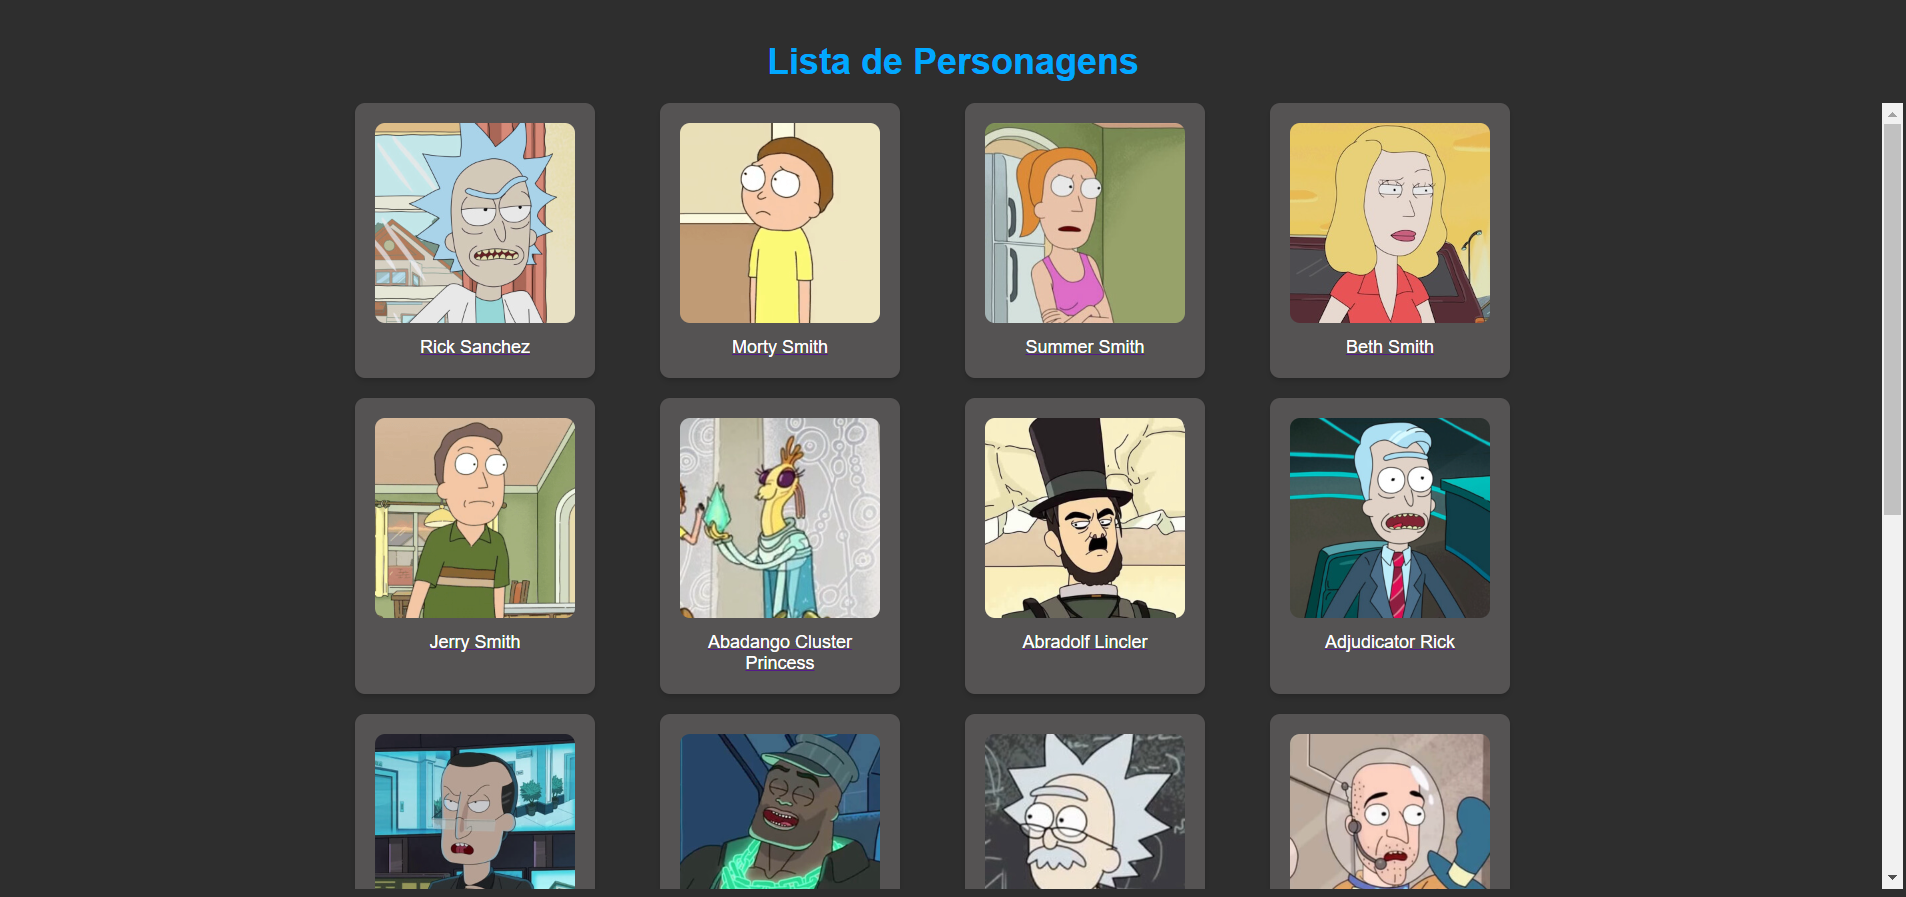 Lista de Personagens
Rick Sanchez
Morty Smith
Summer Smith
Beth Smith
Jerry Smith
Abadango Cluster
Princess
Abradolf Lincler
Adjudicator Rick